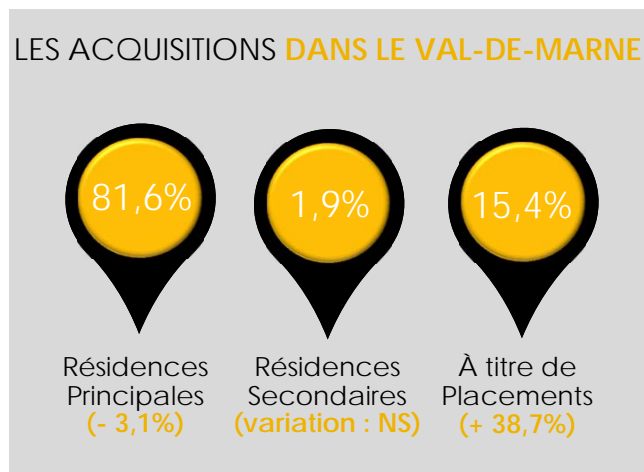 LES ACQUISITIONS DANS LE VAL-DE-MARNE
81,6%
1,9%
15,4%
Résidences
Principales
(- 3,1%)
Résidences
Secondaires
(variation : NS)
À titre de
Placements
(+ 38,7%)